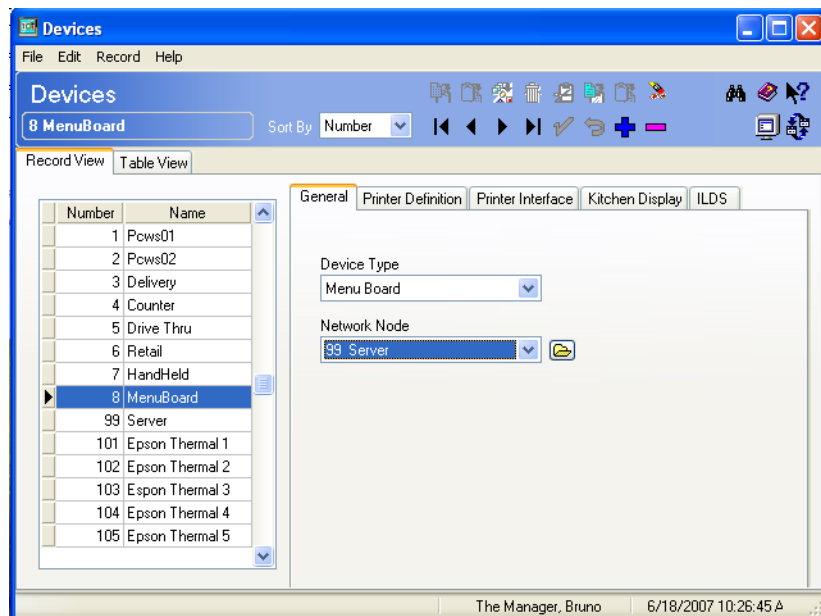 Devices
File Edit Record Help
Devices
8 MenuBoard
Sort By Number
Record View Table View
General Printer Definition Printer Interface Kitchen Display ILDS
Number Name
1 Pcws01
2 Pcws02
3 Delivery
4 Counter
5 Drive Thru
6 Retail
7 HandHeld
8 MenuBoard
99 Server
101 Epson Thermal 1
102 Epson Thermal 2
103 Espon Thermal 3
104 Epson Thermal 4
105 Epson Thermal 5
Device Type
Menu Board
Network Node
99 Server
The Manager, Bruno 6/18/2007 10:26:45 A